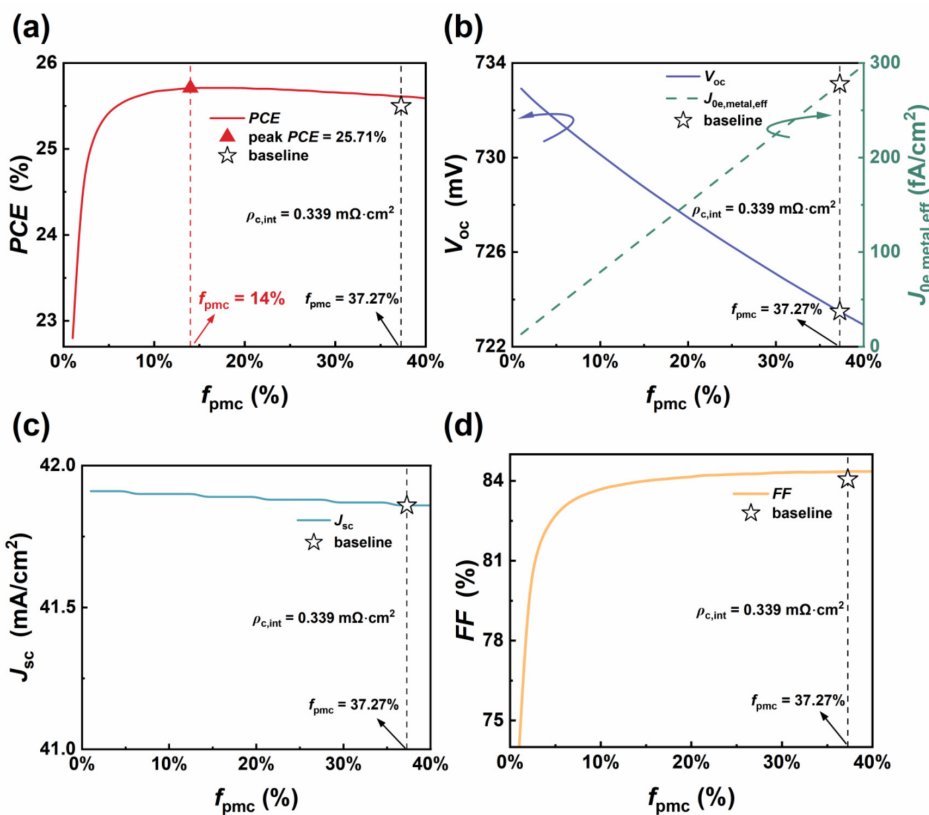 (a)
26
25
24
23
PCE (%)
PCE
peak PCE = 25.71%
baseline
ρc,int = 0.339 mΩ·cm²
fpmc = 14%
fpmc = 37.27%
0% 10% 20% 30% 40%
fpmc (%)
(b)
734
730
726
722
Voc (mV)
Voc
J0e,metal,eff
baseline
ρc,int = 0.339 mΩ·cm²
fpmc = 37.27%
300
200
100
0
J0e,metal,eff (fA/cm²)
0% 10% 20% 30% 40%
fpmc (%)
(c)
42.0
41.5
41.0
Jsc (mA/cm²)
Jsc
baseline
ρc,int = 0.339 mΩ·cm²
fpmc = 37.27%
0% 10% 20% 30% 40%
fpmc (%)
(d)
84
81
78
75
FF (%)
FF
baseline
ρc,int = 0.339 mΩ·cm²
fpmc = 37.27%
0% 10% 20% 30% 40%
fpmc (%)